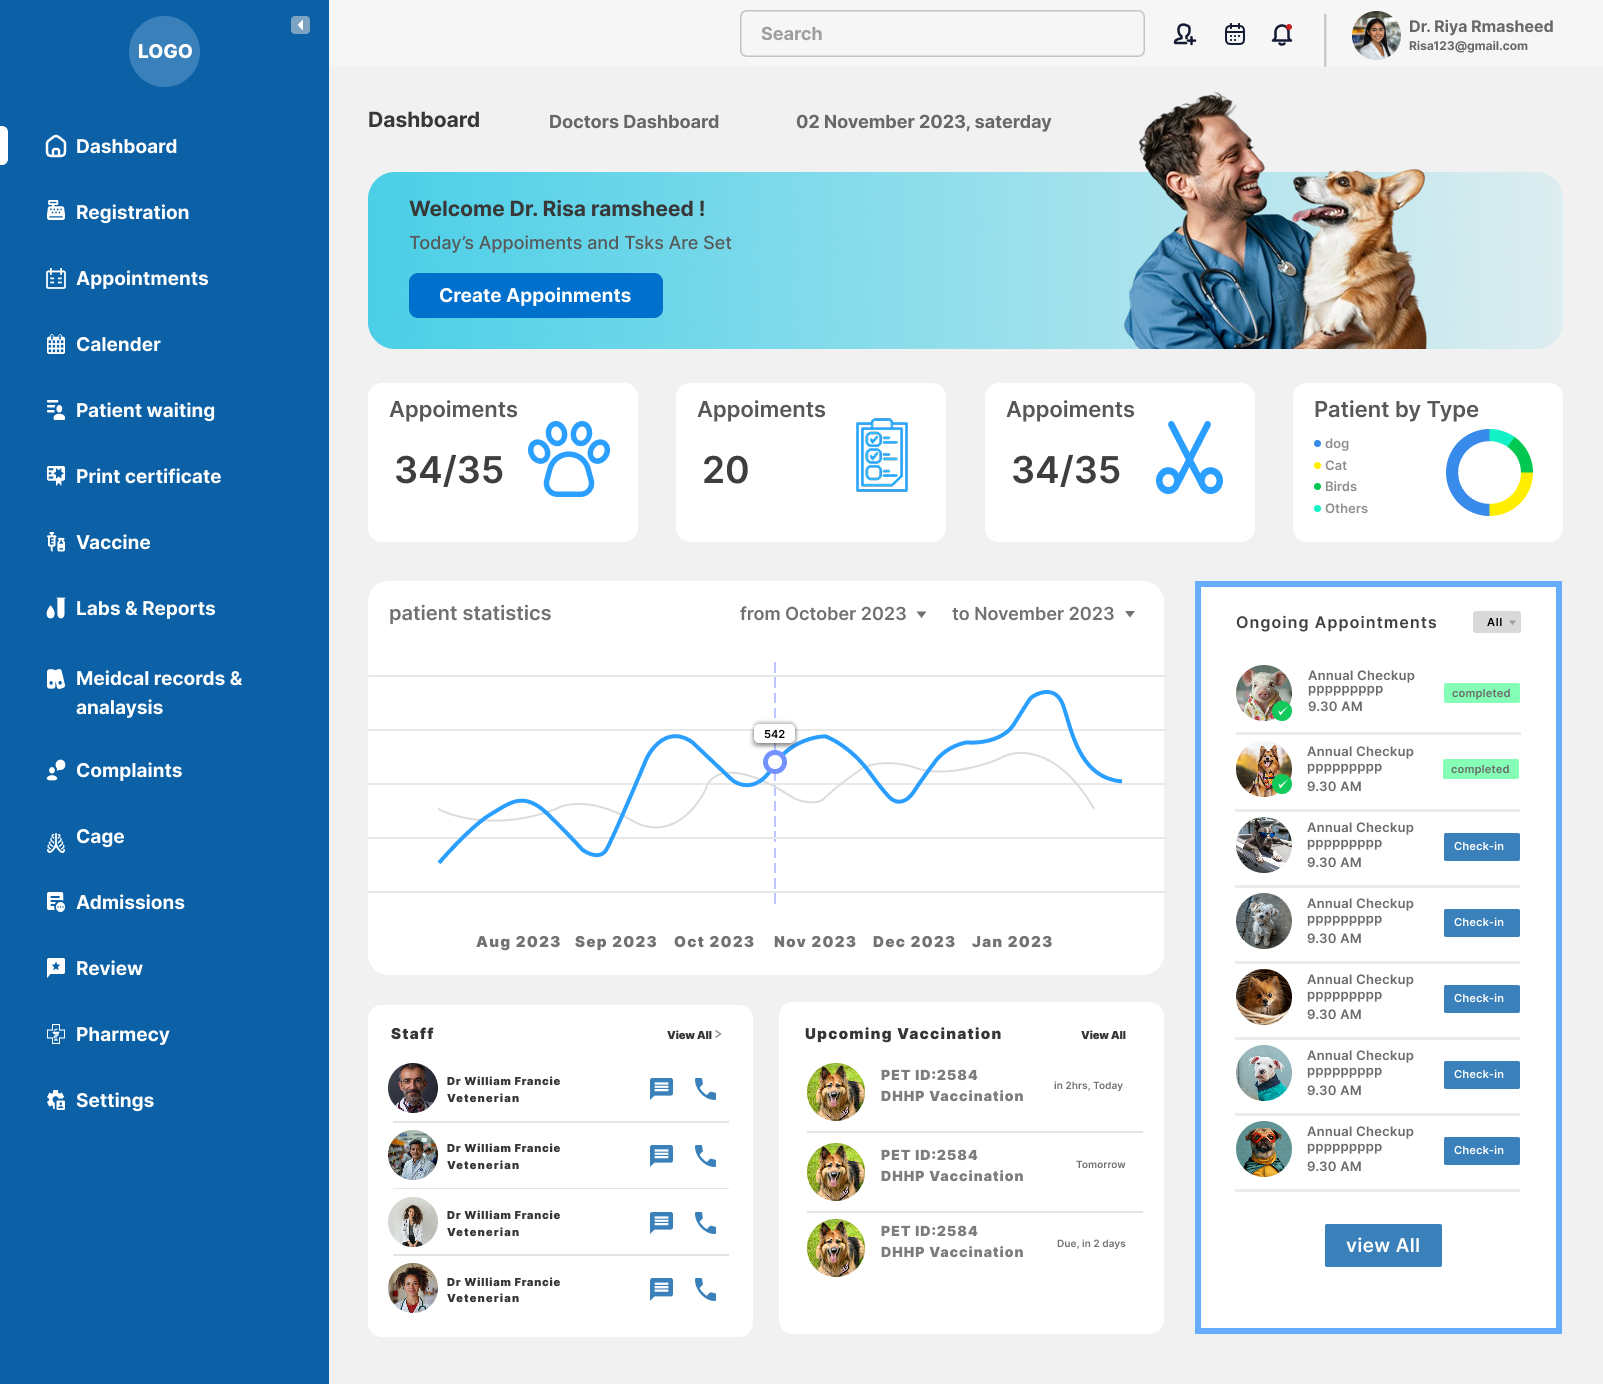 LOGO
Dashboard
Registration
Appointments
Calender
Patient waiting
Print certificate
Vaccine
Labs & Reports
Meidcal records &
analaysis
Complaints
Cage
Admissions
Review
Pharmecy
Settings
Search
Dr. Riya Rmasheed
Risa123@gmail.com
Dashboard
Doctors Dashboard
02 November 2023, saterday
Welcome Dr. Risa ramsheed !
Today's Appoiments and Tsks Are Set
Create Appoinments
Appoiments
34/35
Appoiments
20
Appoiments
34/35
Patient by Type
dog
Cat
Birds
Others
patient statistics
from October 2023
to November 2023
542
Aug 2023 Sep 2023 Oct 2023 Nov 2023 Dec 2023 Jan 2023
Ongoing Appointments
All
Annual Checkup
ppppppppp
9.30 AM
completed
Annual Checkup
ppppppppp
9.30 AM
completed
Annual Checkup
ppppppppp
9.30 AM
Check-in
Annual Checkup
ppppppppp
9.30 AM
Check-in
Annual Checkup
ppppppppp
9.30 AM
Check-in
Annual Checkup
ppppppppp
9.30 AM
Check-in
Annual Checkup
ppppppppp
9.30 AM
Check-in
view All
Staff
View All >
Dr William Francie
Vetenerian
Dr William Francie
Vetenerian
Dr William Francie
Vetenerian
Dr William Francie
Vetenerian
Upcoming Vaccination
View All
PET ID:2584
DHHP Vaccination
in 2hrs, Today
PET ID:2584
DHHP Vaccination
Tomorrow
PET ID:2584
DHHP Vaccination
Due, in 2 days